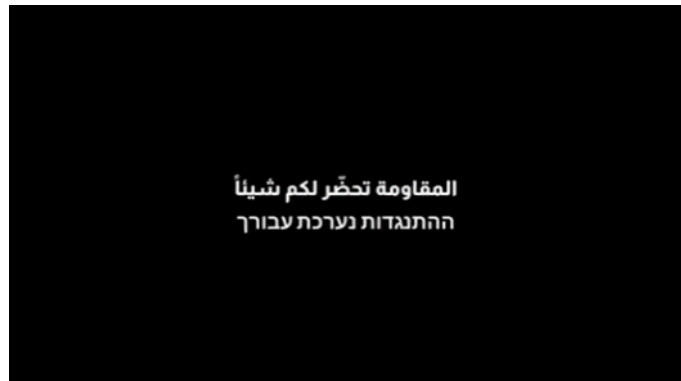 المقاومة تحضّر لكم شيئاً
ההתנגדות נערכת עבורך